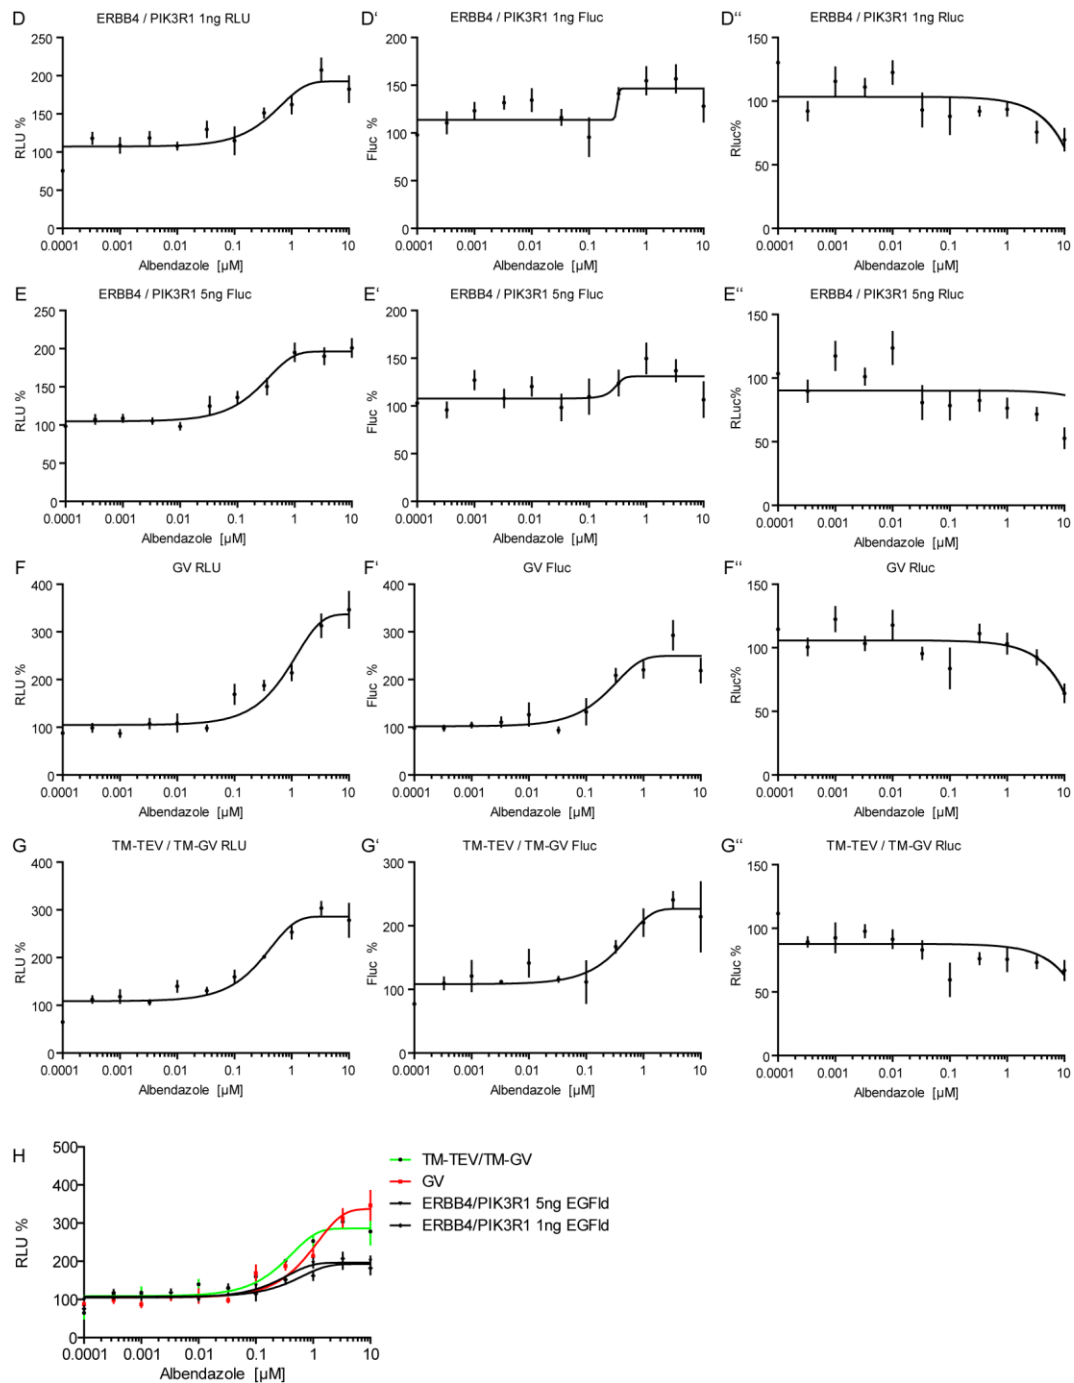 D ERBB4 / PIK3R1 1ng RLU
250
200
150
100
50
0
RLU %
0.0001 0.001 0.01 0.1 1 10
Albendazole [µM]
D‘ ERBB4 / PIK3R1 1ng Fluc
200
150
100
50
0
Fluc %
0.0001 0.001 0.01 0.1 1 10
Albendazole [µM]
D“ ERBB4 / PIK3R1 1ng Rluc
150
100
50
0
Rluc%
0.0001 0.001 0.01 0.1 1 10
Albendazole [µM]
E ERBB4 / PIK3R1 5ng Fluc
250
200
150
100
50
0
RLU %
0.0001 0.001 0.01 0.1 1 10
Albendazole [µM]
E‘ ERBB4 / PIK3R1 5ng Fluc
200
150
100
50
0
Fluc %
0.0001 0.001 0.01 0.1 1 10
Albendazole [µM]
E“ ERBB4 / PIK3R1 5ng Rluc
150
100
50
0
RLuc%
0.0001 0.001 0.01 0.1 1 10
Albendazole [µM]
F GV RLU
400
300
200
100
0
RLU %
0.0001 0.001 0.01 0.1 1 10
Albendazole [µM]
F‘ GV Fluc
400
300
200
100
0
Fluc %
0.0001 0.001 0.01 0.1 1 10
Albendazole [µM]
F“ GV Rluc
150
100
50
0
Rluc%
0.0001 0.001 0.01 0.1 1 10
Albendazole [µM]
G TM-TEV / TM-GV RLU
400
300
200
100
0
RLU %
0.0001 0.001 0.01 0.1 1 10
Albendazole [µM]
G‘ TM-TEV / TM-GV Fluc
300
200
100
0
Fluc %
0.0001 0.001 0.01 0.1 1 10
Albendazole [µM]
G“ TM-TEV / TM-GV Rluc
150
100
50
0
Rluc %
0.0001 0.001 0.01 0.1 1 10
Albendazole [µM]
H
500
400
300
200
100
0
RLU %
0.0001 0.001 0.01 0.1 1 10
Albendazole [µM]
TM-TEV/TM-GV
GV
ERBB4/PIK3R1 5ng EGFld
ERBB4/PIK3R1 1ng EGFld